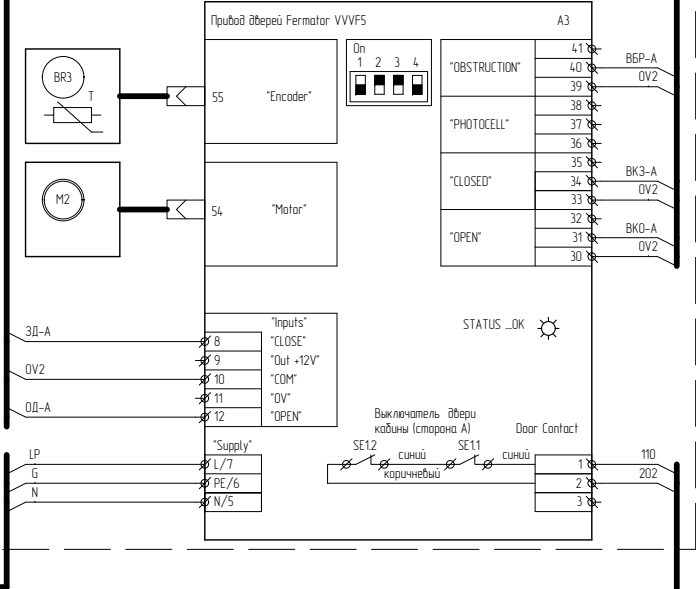 Привод дверей Fermator VVVF5
A3
BR3
T
55
"Encoder"
On
1 2 3 4
"OBSTRUCTION"
41
40
39
ВБР-А
0V2
"PHOTOCELL"
38
37
36
M2
54
"Motor"
"CLOSED"
35
34
33
ВКЗ-А
0V2
"OPEN"
32
31
30
ВКО-А
0V2
"Inputs"
ЗД-А
8
"CLOSE"
9
"Out +12V"
0V2
10
"COM"
11
"0V"
ОД-А
12
"OPEN"
STATUS ...OK
Выключатель двери
кабины (сторона А)
Door Contact
"Supply"
LP
L/7
G
PE/6
N
N/5
SE1.2
синий
SE1.1
синий
коричневый
1
110
2
202
3